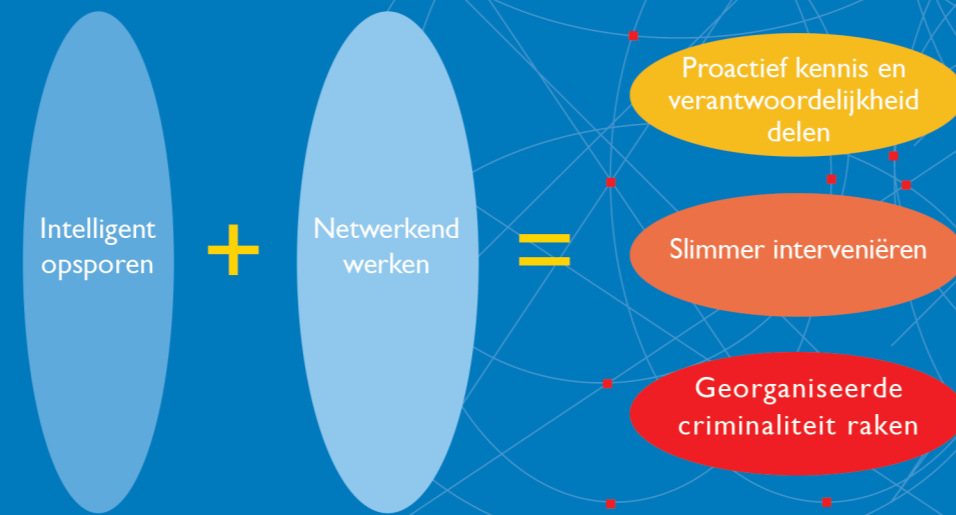 Intelligent
opsporen
+
Netwerkend
werken
=
Proactief kennis en
verantwoordelijkheid
delen
Slimmer interveniëren
Georganiseerde
criminaliteit raken